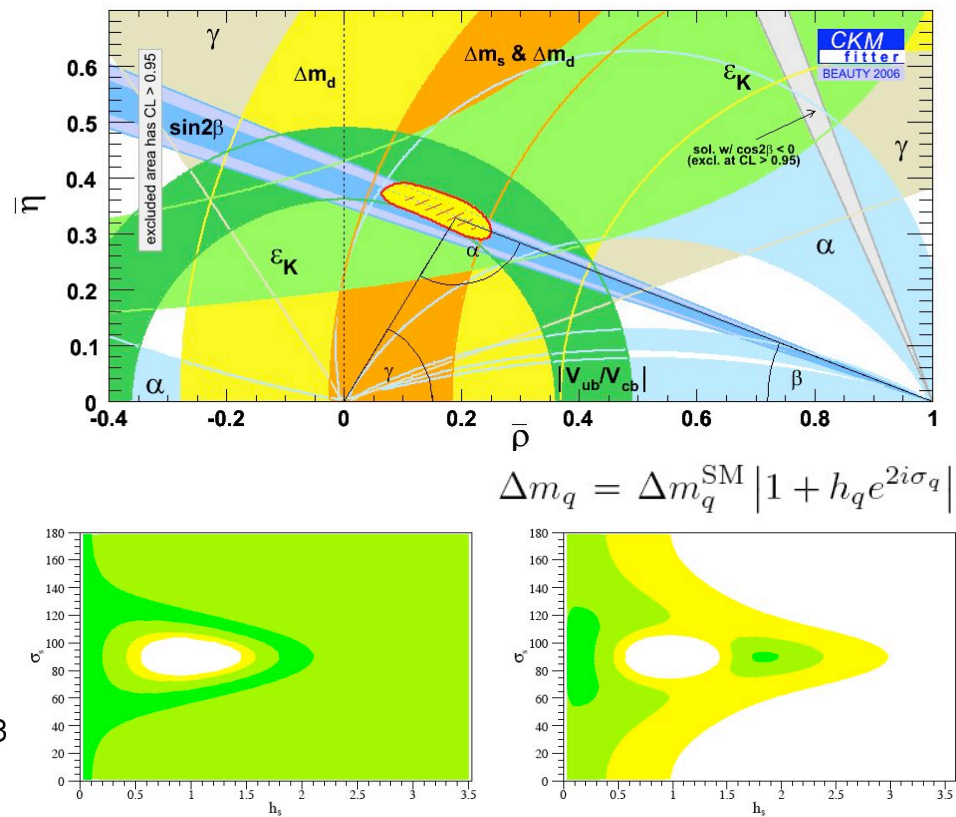 CKM
fitter
BEAUTY 2006
γ
Δm_d
Δm_s & Δm_d
ε_K
sin2β
excluded area has CL > 0.95
sol. w/ cos2β < 0
(excl. at CL > 0.95)
γ
α
ε_K
α
α
γ
β
|V_ub/V_cb|
η̄
0.6
0.5
0.4
0.3
0.2
0.1
0
-0.4 -0.2 0 0.2 0.4 0.6 0.8 1
ρ̄
Δm_q = Δm_q^SM |1 + h_q e^{2iσ_q}|
180
160
140
120
100
80
60
40
20
0
σ_s
0 0.5 1 1.5 2 2.5 3 3.5
h_s
3
180
160
140
120
100
80
60
40
20
0
σ_s
0 0.5 1 1.5 2 2.5 3 3.5
h_s